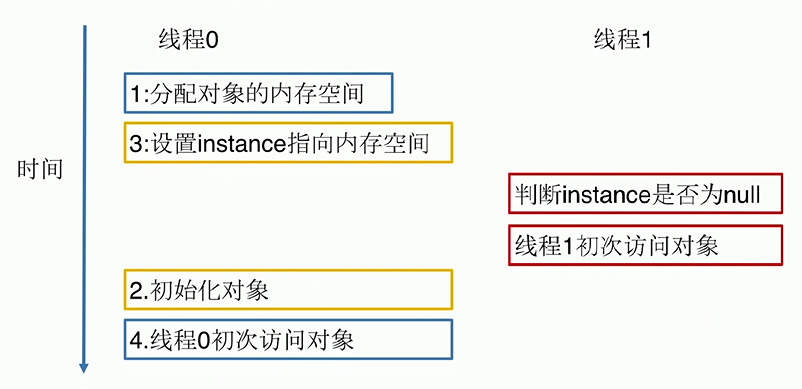 线程0
线程1
1:分配对象的内存空间
3:设置instance指向内存空间
时间
判断instance是否为null
线程1初次访问对象
2.初始化对象
4.线程0初次访问对象